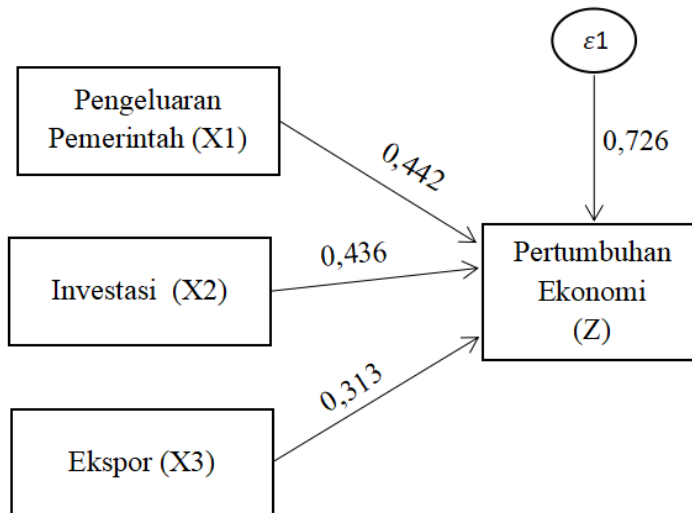 ε1
Pengeluaran
Pemerintah (X1)
0,442
0,726
Investasi (X2)
0,436
Pertumbuhan
Ekonomi
(Z)
0,313
Ekspor (X3)